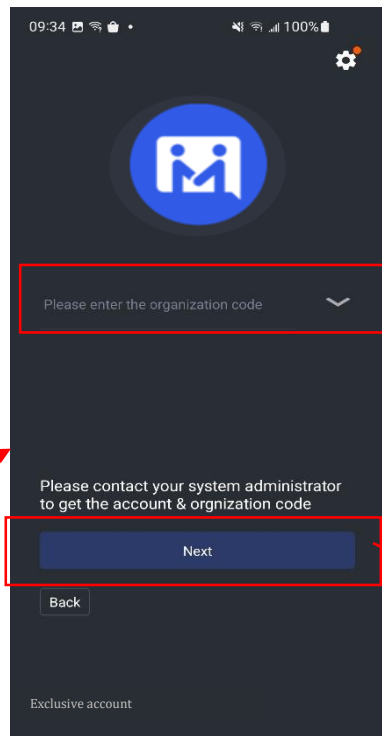 09:34
100%
Please enter the organization code
Please contact your system administrator
to get the account & orgnization code
Next
Back
Exclusive account